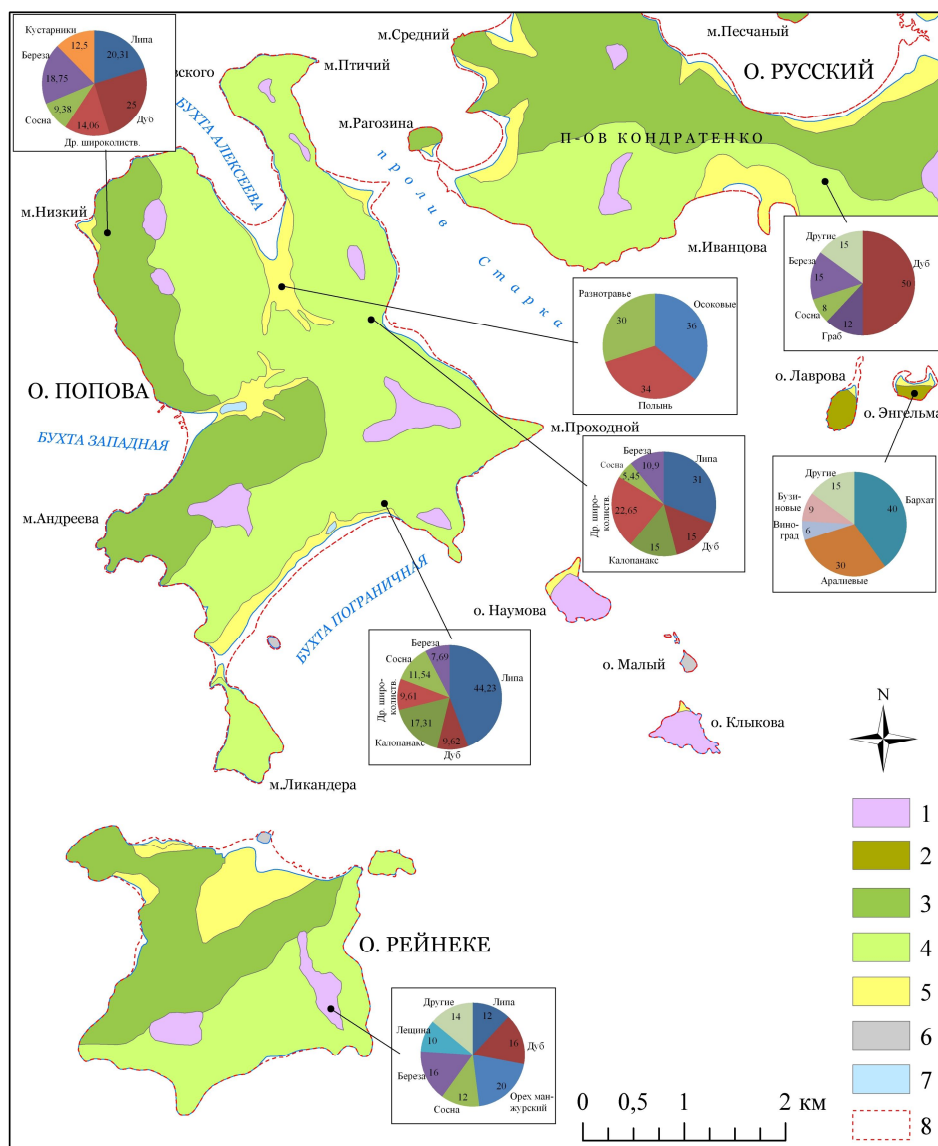 Кустарники
12,5
Липа
20,31
Береза
18,75
25
Дуб
9,38
Сосна
14,06
Др. широколиств.
вского
м.Птичий
м.Средний
м.Песчаный
О. РУССКИЙ
П-ОВ КОНДРАТЕНКО
м.Рагозина
БУХТА АЛЕКСЕЕВА
пролив Старка
м.Низкий
м.Иванцова
Другие
15
Дуб
50
Береза
15
Сосна
8
Граб
12
Разнотравье
30
Осоковые
36
34
Полынь
О. ПОПОВА
БУХТА ЗАПАДНАЯ
м.Проходной
м.Андреева
о. Лаврова
о. Энгельма
Береза
10,9
Липа
31
Сосна
5,45
Др. широ-
колиств.
22,65
15
Дуб
15
Калопанакс
Другие
15
Бархат
40
Бузи-
новые
9
Вино-
град
6
30
Аралиевые
БУХТА ПОГРАНИЧНАЯ
о. Наумова
о. Малый
о. Клыкова
Береза
7,69
Липа
44,23
Сосна
11,54
Др. широ-
колиств.
9,61
17,31
Калопанакс
9,62
Дуб
м.Ликандера
N
О. РЕЙНЕКЕ
Другие
14
Липа
12
Лещина
10
Дуб
16
Береза
16
20
Орех ман-
журский
12
Сосна
1
2
3
4
5
6
7
8
0 0,5 1 2 км